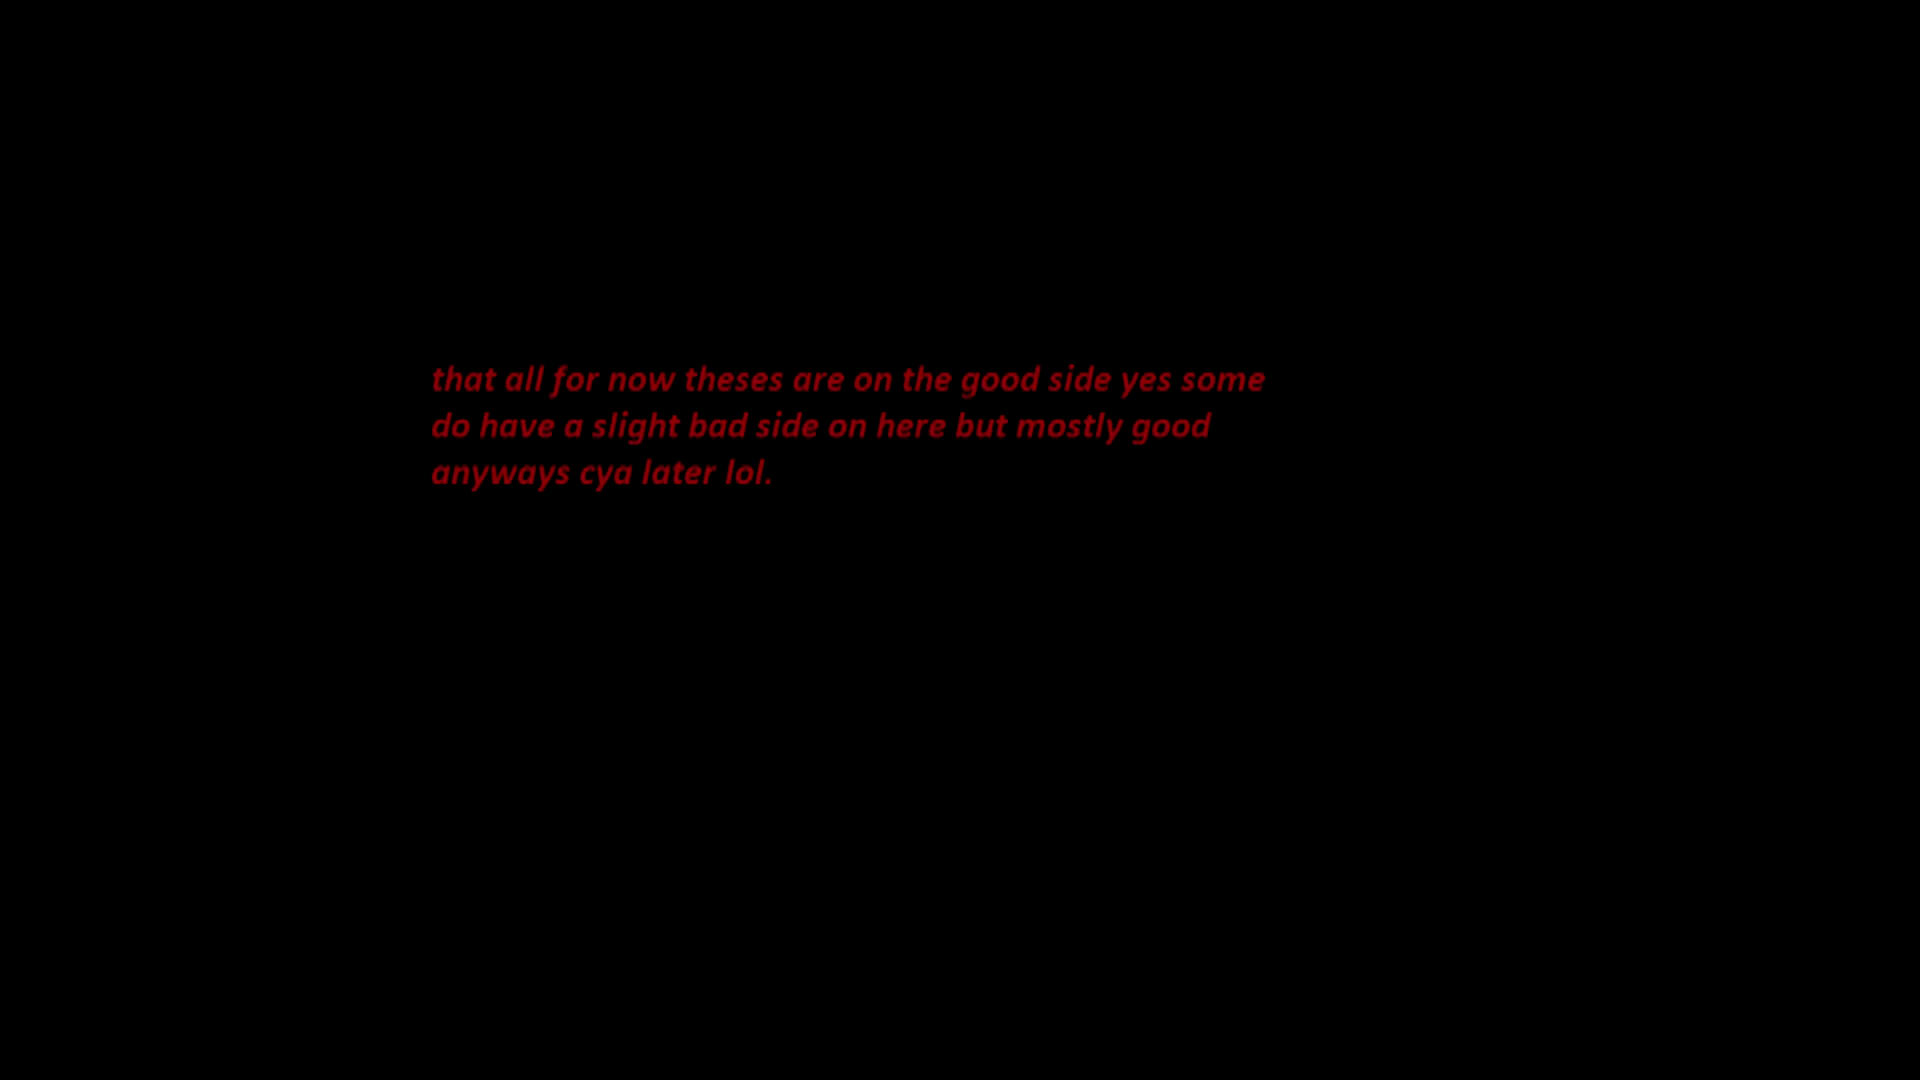 that all for now theses are on the good side yes some
do have a slight bad side on here but mostly good
anyways cya later lol.